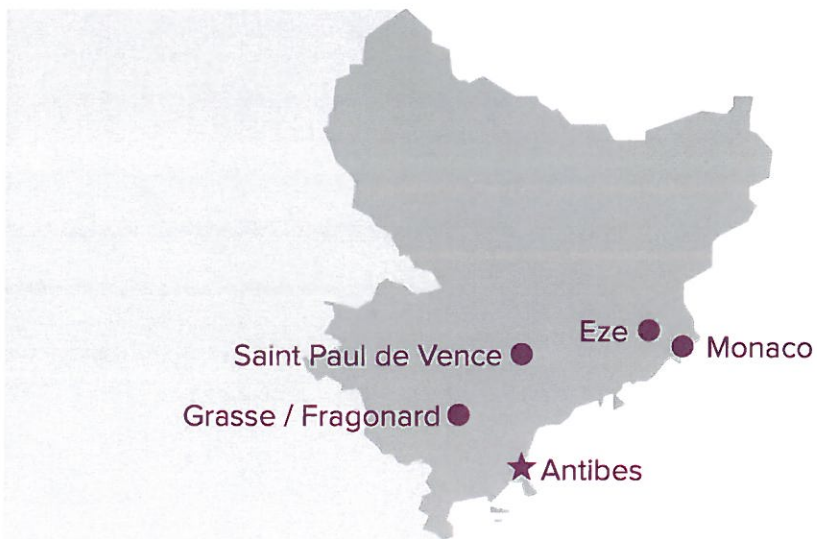 Eze
Monaco
Saint Paul de Vence
Grasse / Fragonard
Antibes